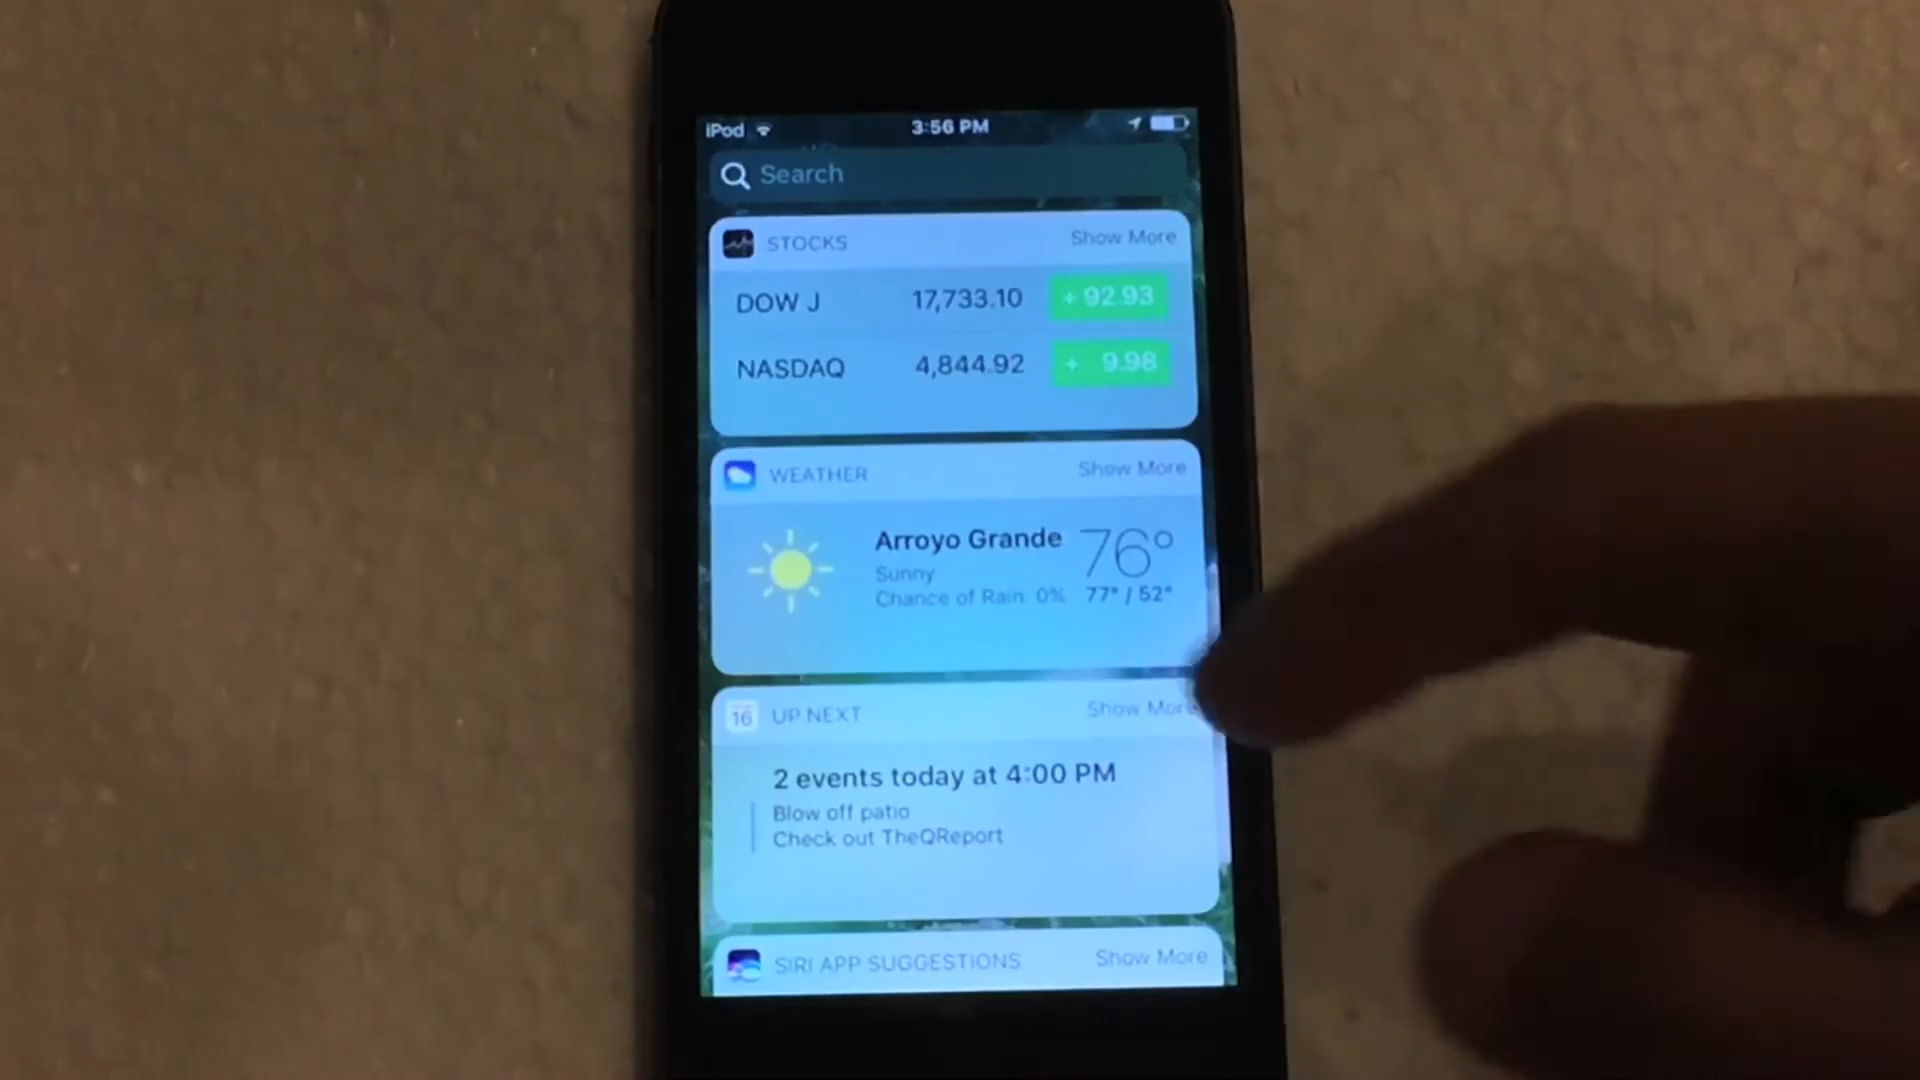 iPod 3:56 PM
Search
STOCKS Show More
DOW J 17,733.10 + 92.93
NASDAQ 4,844.92 + 9.98
WEATHER Show More
Arroyo Grande 76°
Sunny
Chance of Rain: 0% 77° / 52°
16 UP NEXT Show More
2 events today at 4:00 PM
Blow off patio
Check out TheQReport
SIRI APP SUGGESTIONS Show More